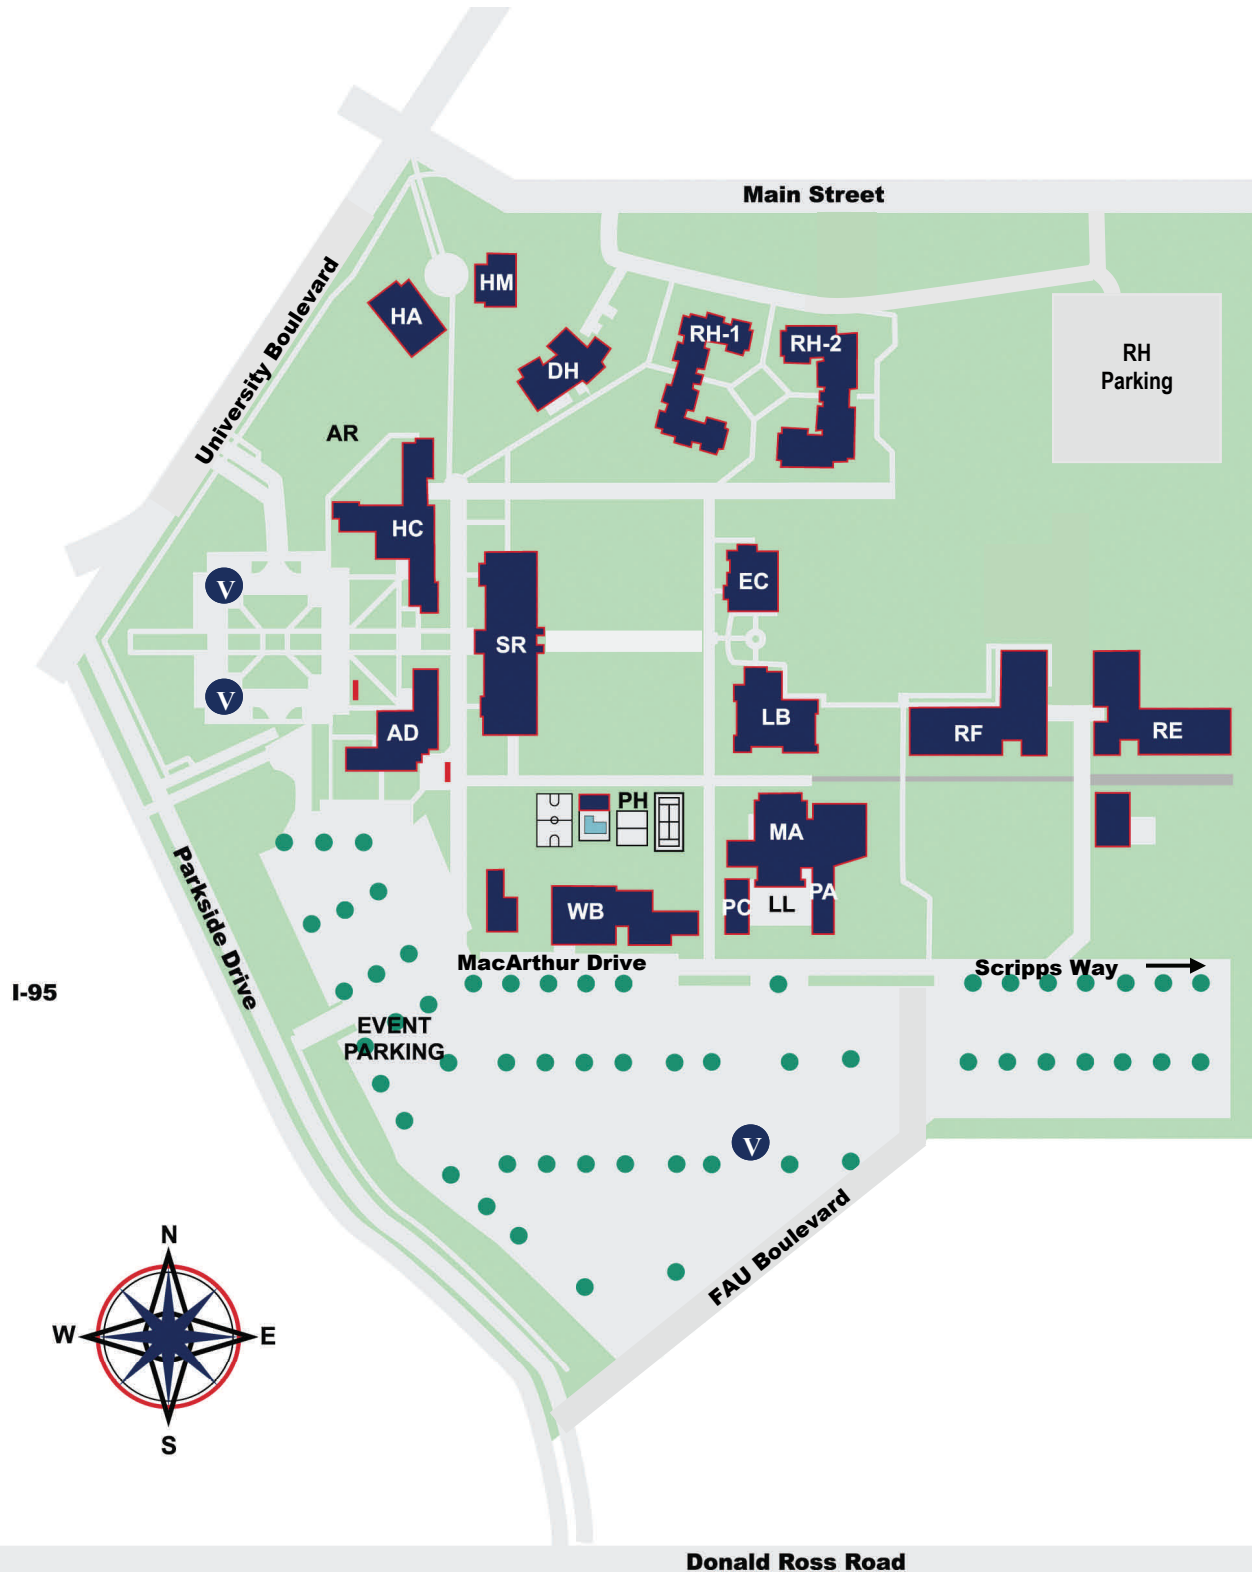 Main Street
HM
University Boulevard
HA
RH-1
RH-2
RH
Parking
DH
AR
HC
EC
V
SR
V
LB
AD
RF
RE
PH
MA
Parkside Drive
PC
LL
PA
WB
MacArthur Drive
Scripps Way
I-95
EVENT
PARKING
V
FAU Boulevard
N
W
E
S
Donald Ross Road